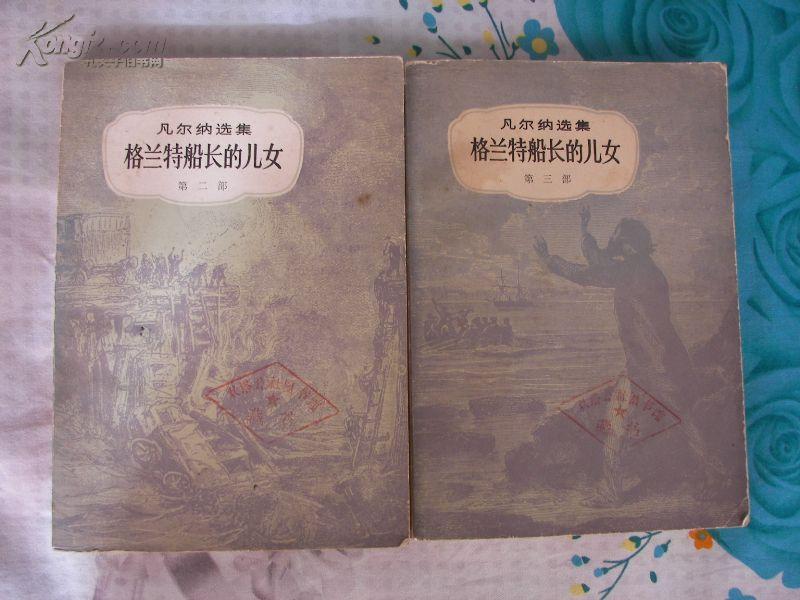 Kongfz.com
孔夫子旧书网
凡尔纳选集
格兰特船长的儿女
第二部
凡尔纳选集
格兰特船长的儿女
第三部